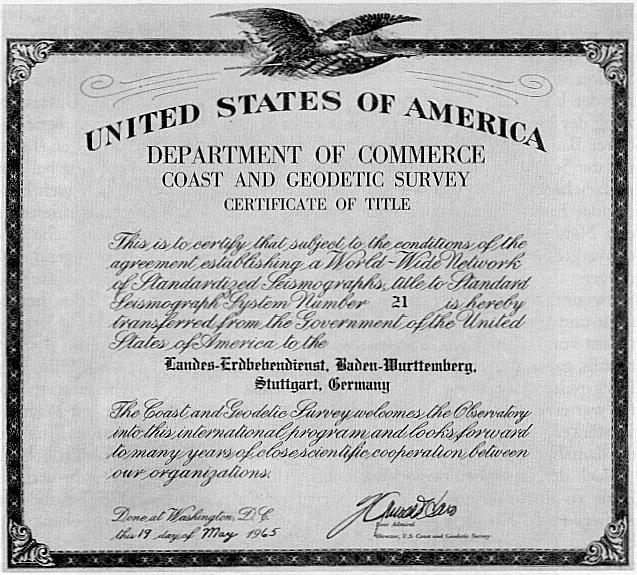 UNITED STATES OF AMERICA
DEPARTMENT OF COMMERCE
COAST AND GEODETIC SURVEY
CERTIFICATE OF TITLE
This is to certify that subject to the conditions of the
agreement establishing a World-Wide Network
of Standardized Seismographs, title to Standard
Seismograph System Number 21 is hereby
transferred from the Government of the United
States of America to the
Landes-Erdbebendienst, Baden-Wurttemberg,
Stuttgart, Germany
The Coast and Geodetic Survey welcomes the Observatory
into this international program and looks forward
to many years of close scientific cooperation between
our organizations.
Done at Washington, D.C.
this 19 day of May 1965
Rear Admiral
Director, U.S. Coast and Geodetic Survey